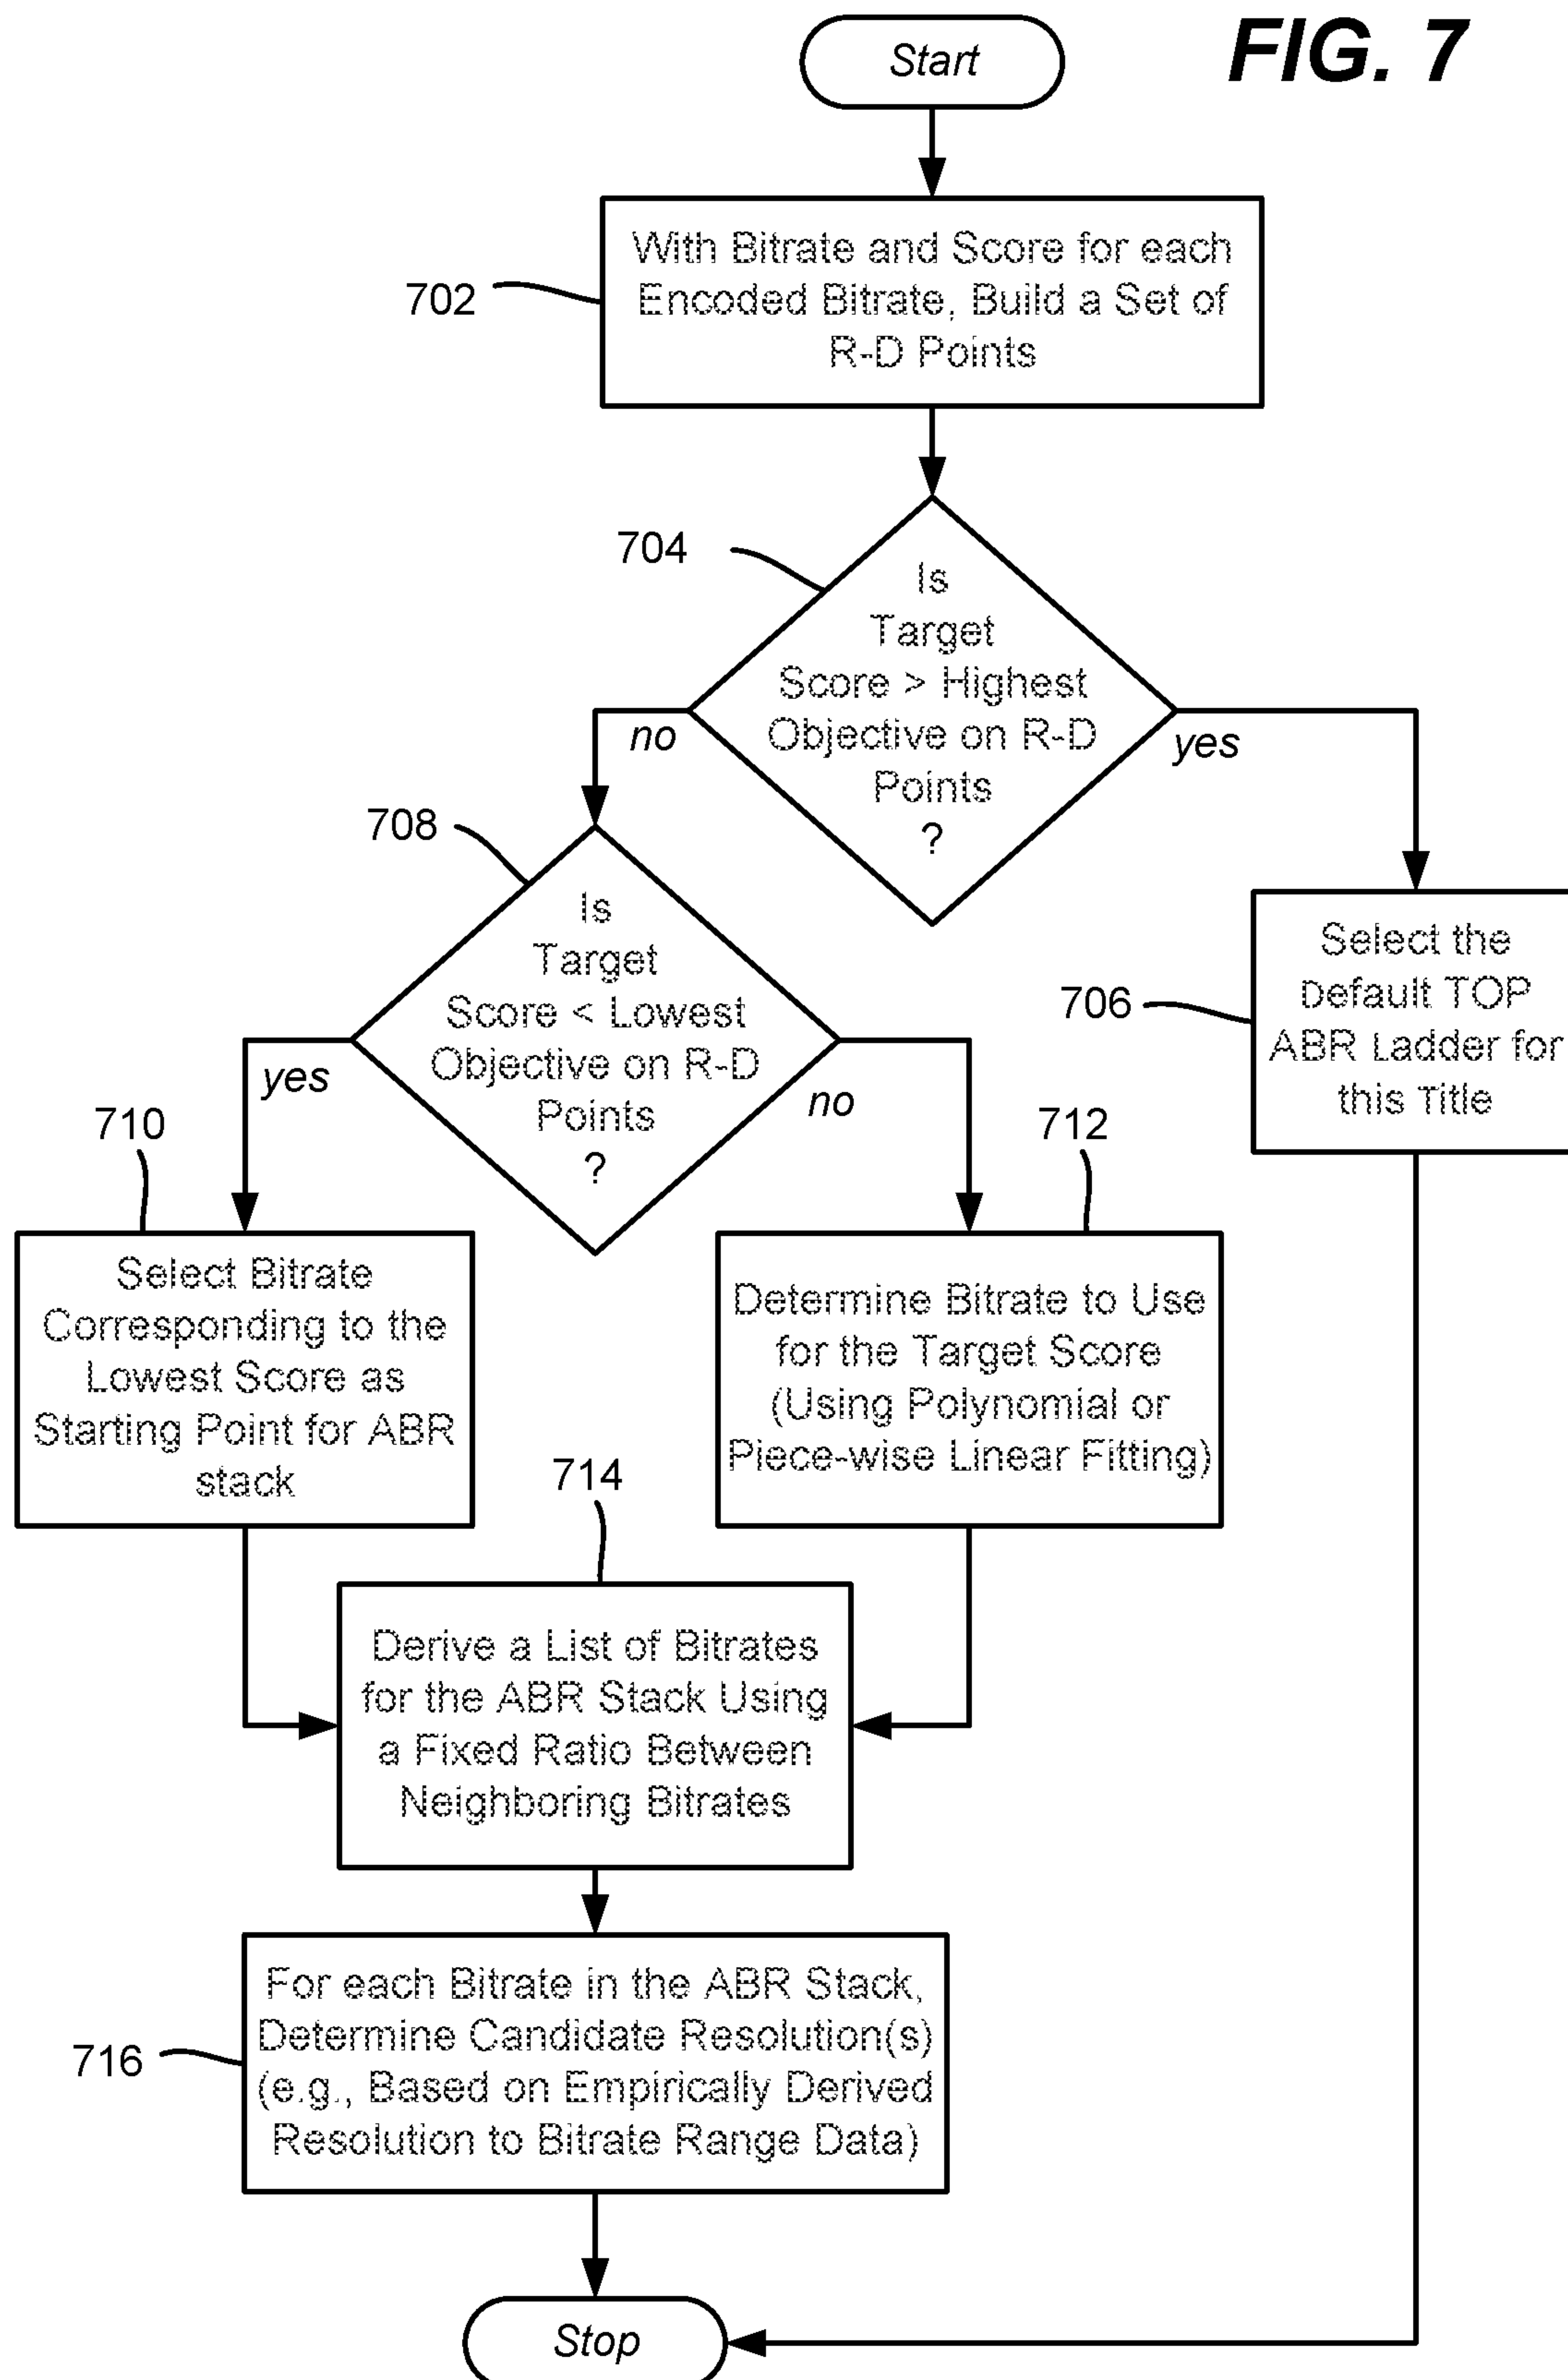 FIG. 7
Start
702
With Bitrate and Score for each
Encoded Bitrate, Build a Set of
R-D Points
704
Is
Target
Score > Highest
Objective on R-D
Points
?
no
yes
706
Select the
Default TOP
ABR Ladder for
this Title
708
Is
Target
Score < Lowest
Objective on R-D
Points
?
yes
no
710
Select Bitrate
Corresponding to the
Lowest Score as
Starting Point for ABR
stack
712
Determine Bitrate to Use
for the Target Score
(Using Polynomial or
Piece-wise Linear Fitting)
714
Derive a List of Bitrates
for the ABR Stack Using
a Fixed Ratio Between
Neighboring Bitrates
716
For each Bitrate in the ABR Stack,
Determine Candidate Resolution(s)
(e.g., Based on Empirically Derived
Resolution to Bitrate Range Data)
Stop